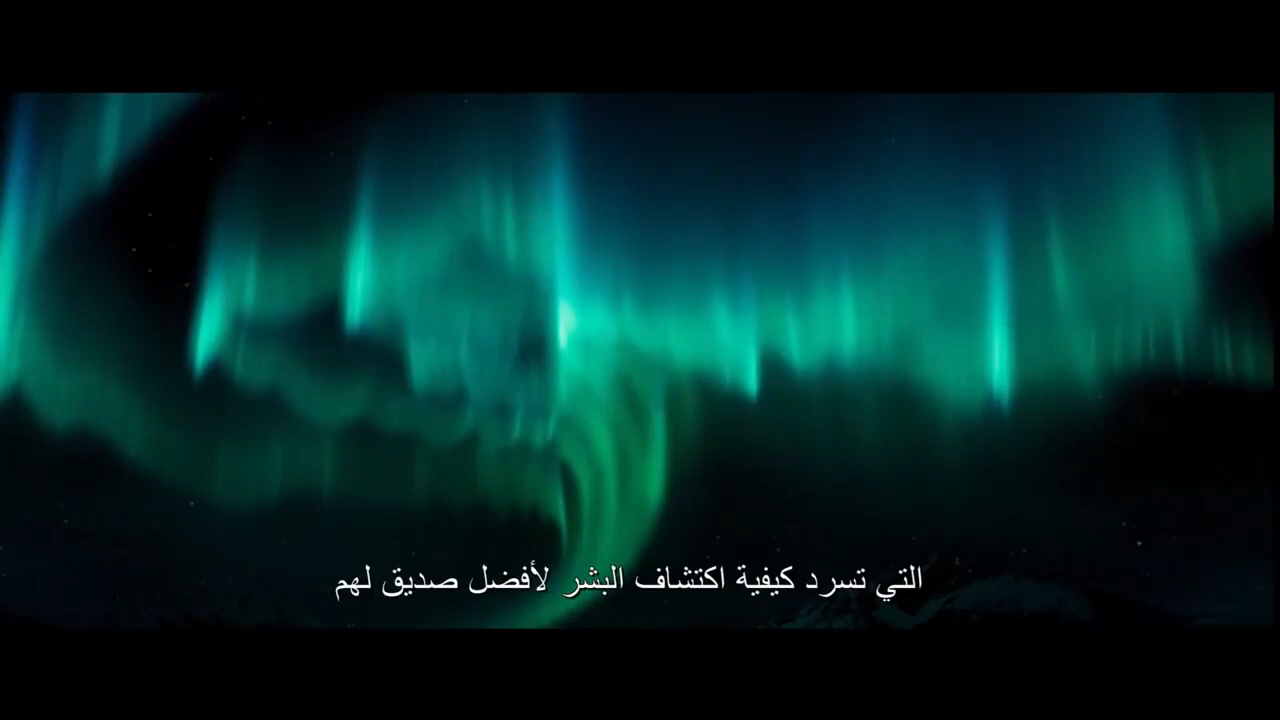 التي تسرد كيفية اكتشاف البشر لأفضل صديق لهم